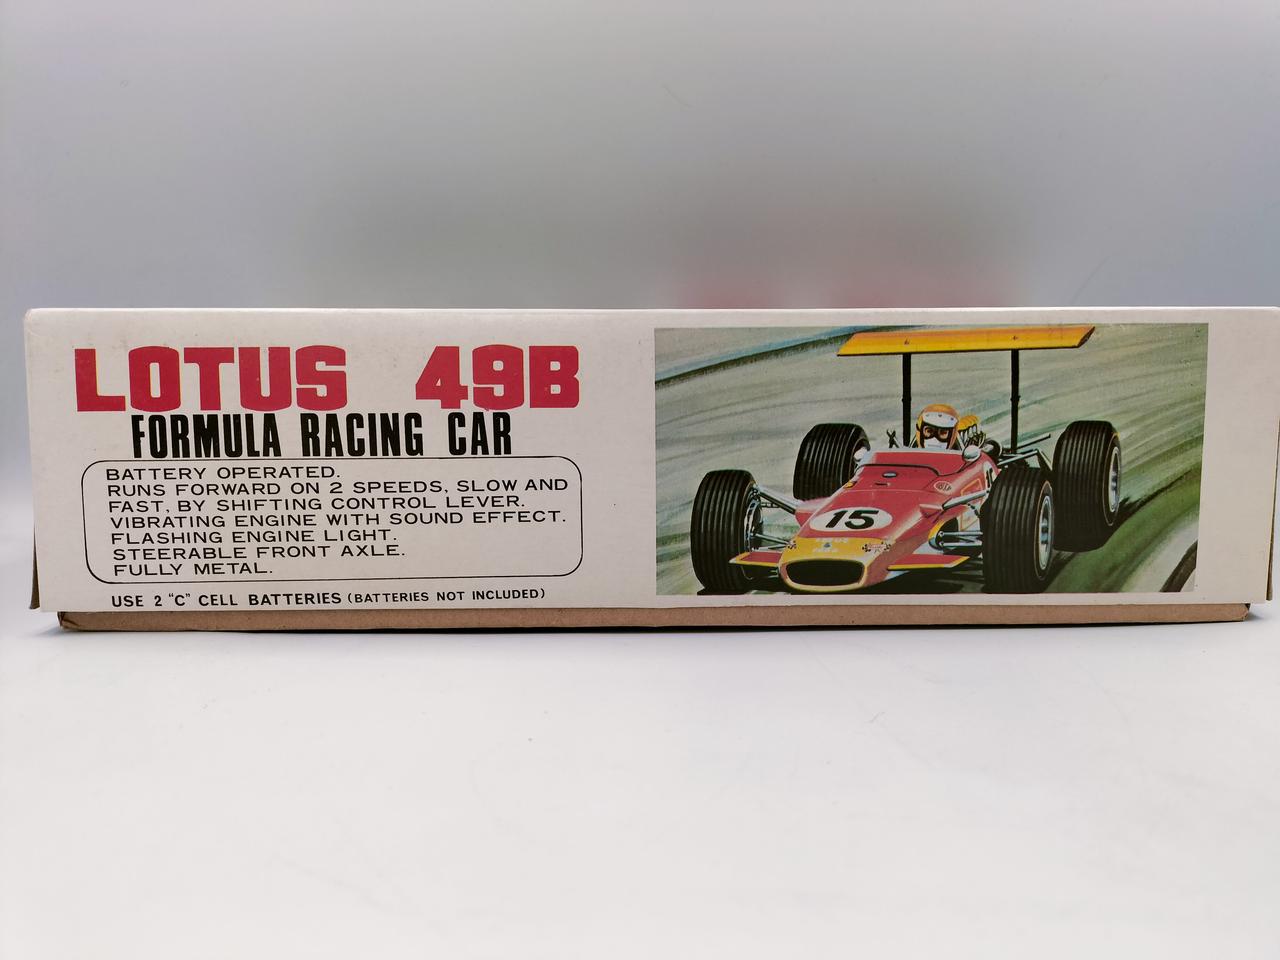 LOTUS 49B
FORMULA RACING CAR
BATTERY OPERATED.
RUNS FORWARD ON 2 SPEEDS, SLOW AND
FAST, BY SHIFTING CONTROL LEVER.
VIBRATING ENGINE WITH SOUND EFFECT.
FLASHING ENGINE LIGHT.
STEERABLE FRONT AXLE.
FULLY METAL.
USE 2 "C" CELL BATTERIES (BATTERIES NOT INCLUDED)
15